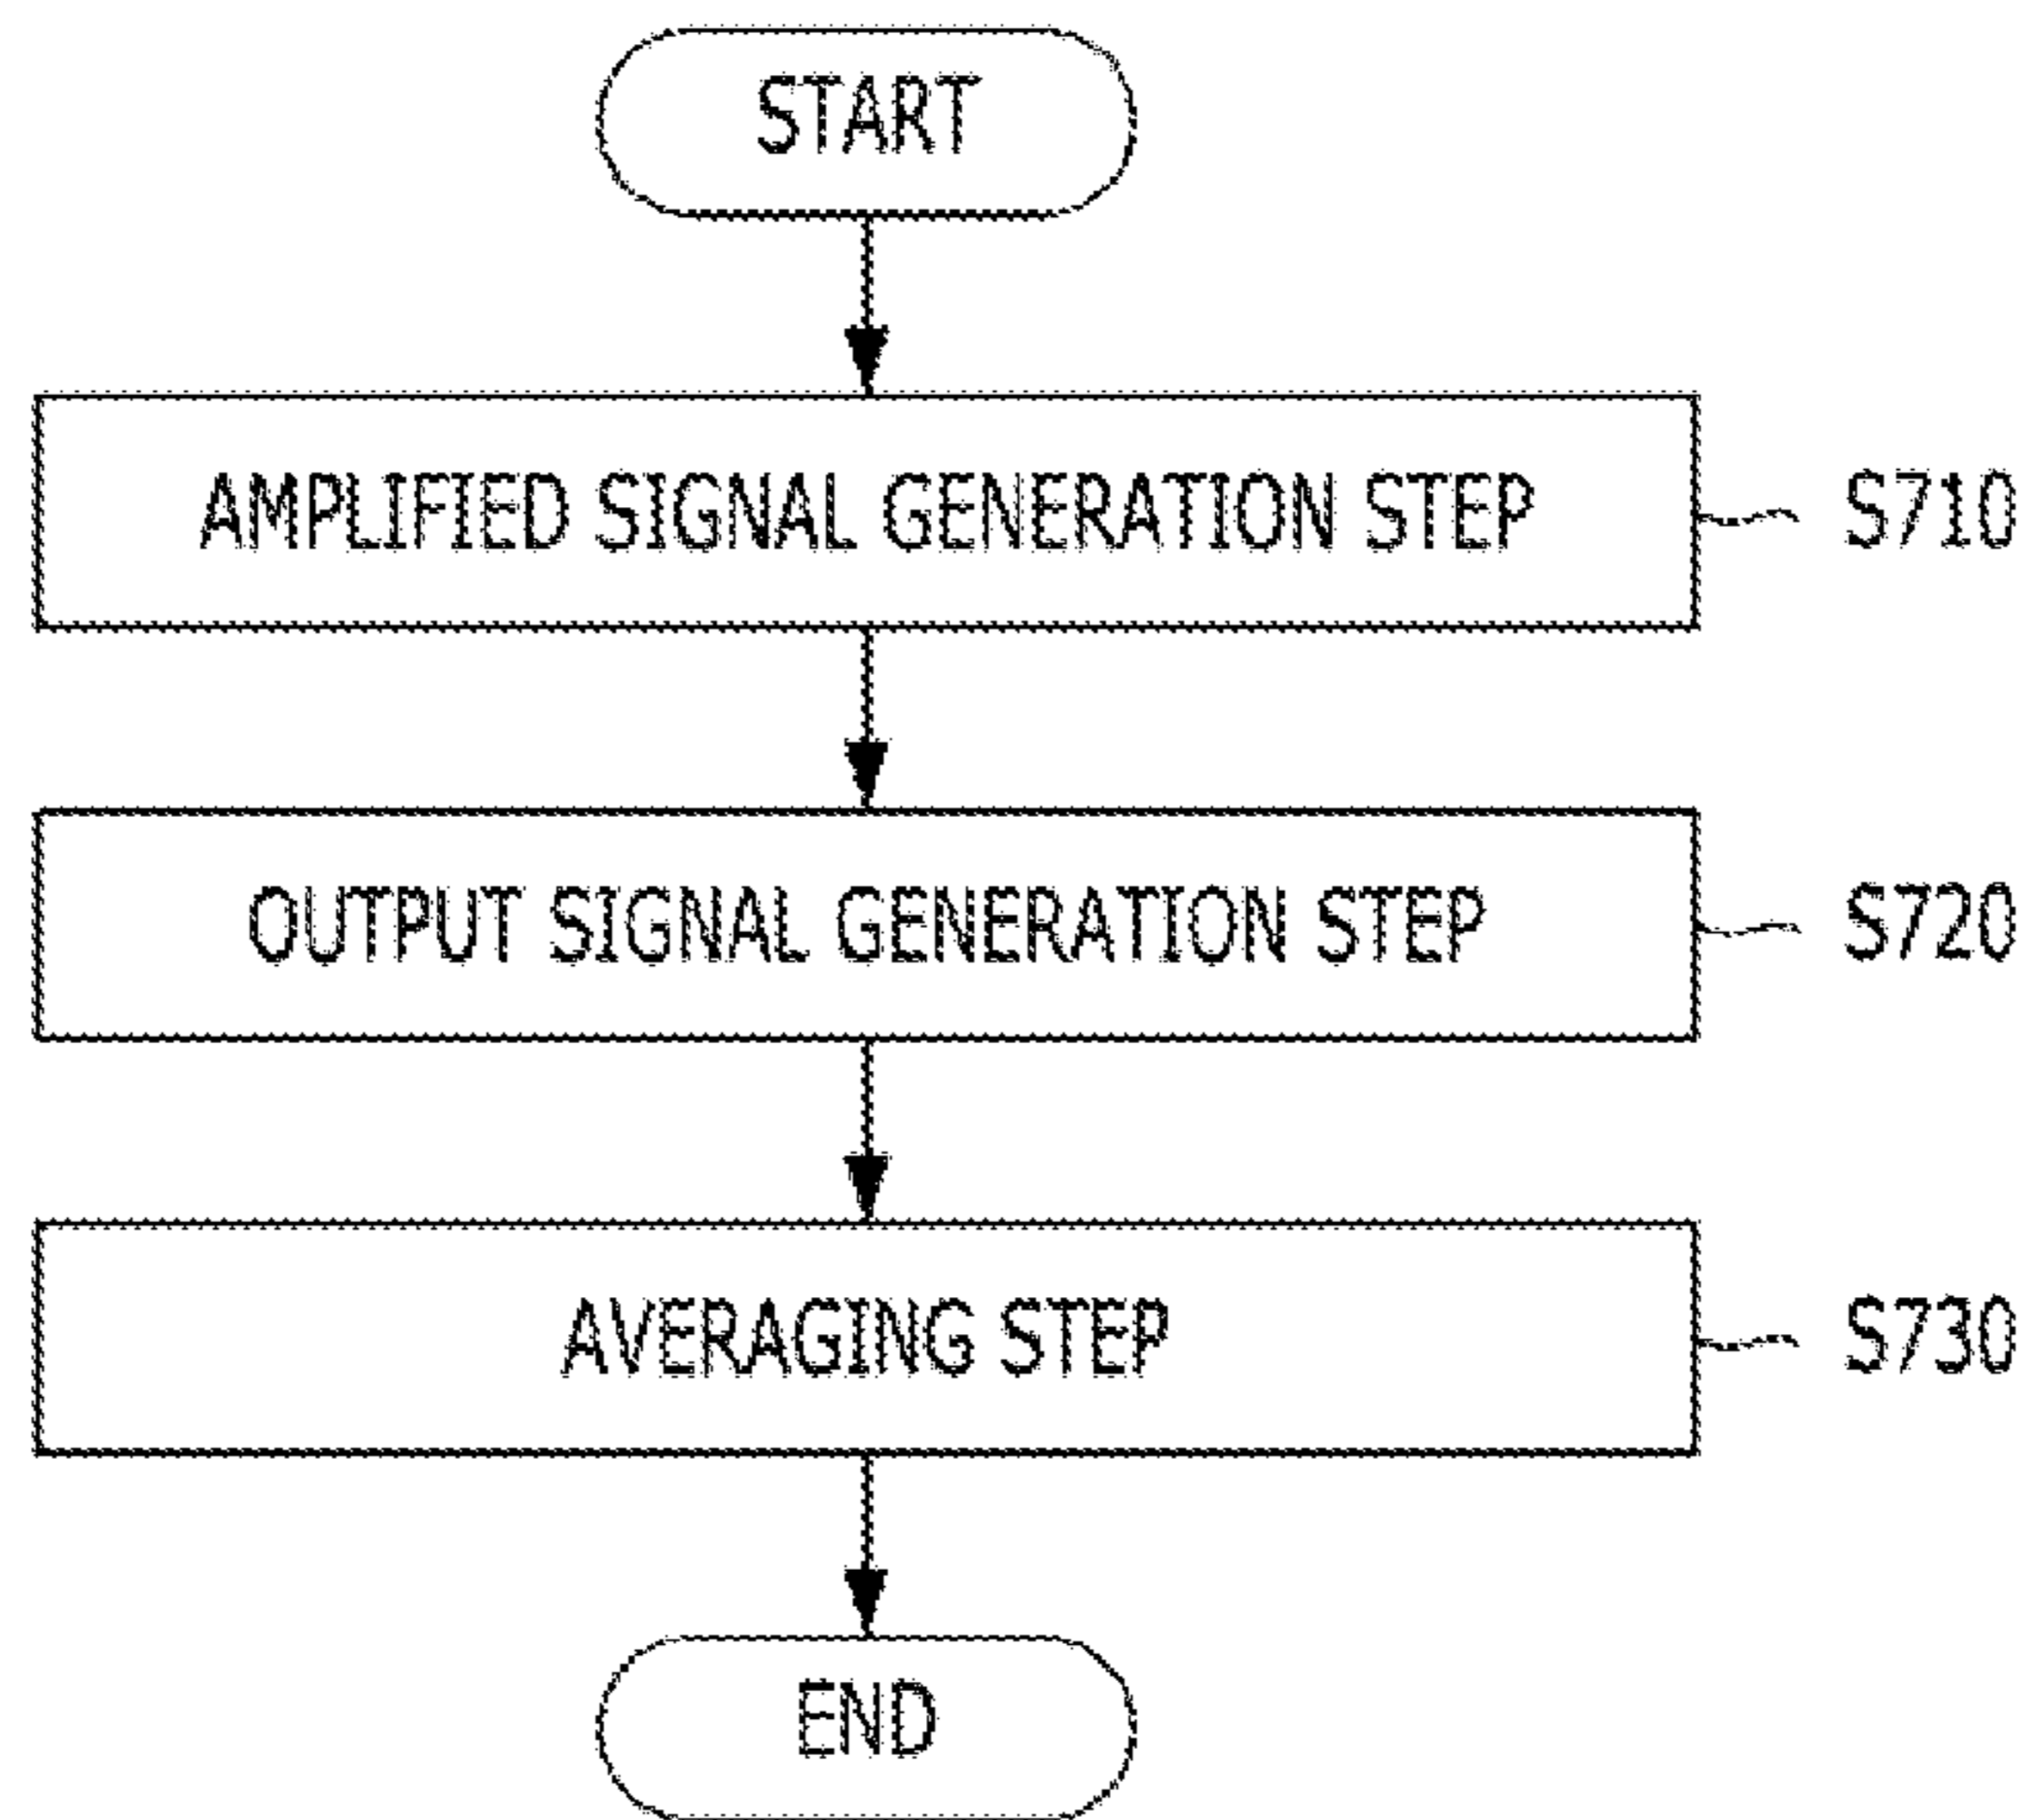 START
AMPLIFIED SIGNAL GENERATION STEP
S710
OUTPUT SIGNAL GENERATION STEP
S720
AVERAGING STEP
S730
END